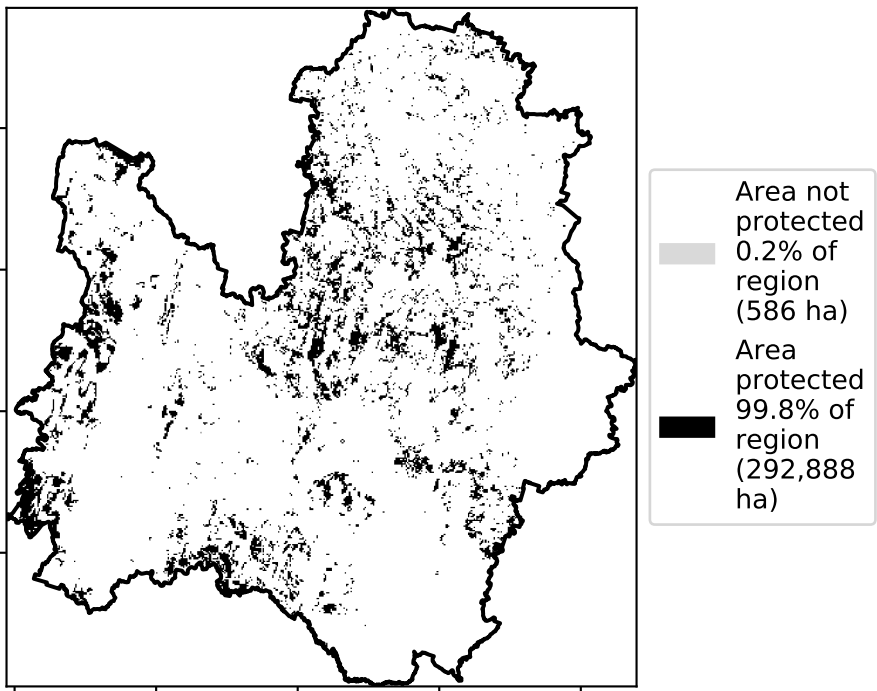 Area not
protected
0.2% of
region
(586 ha)
Area
protected
99.8% of
region
(292,888
ha)